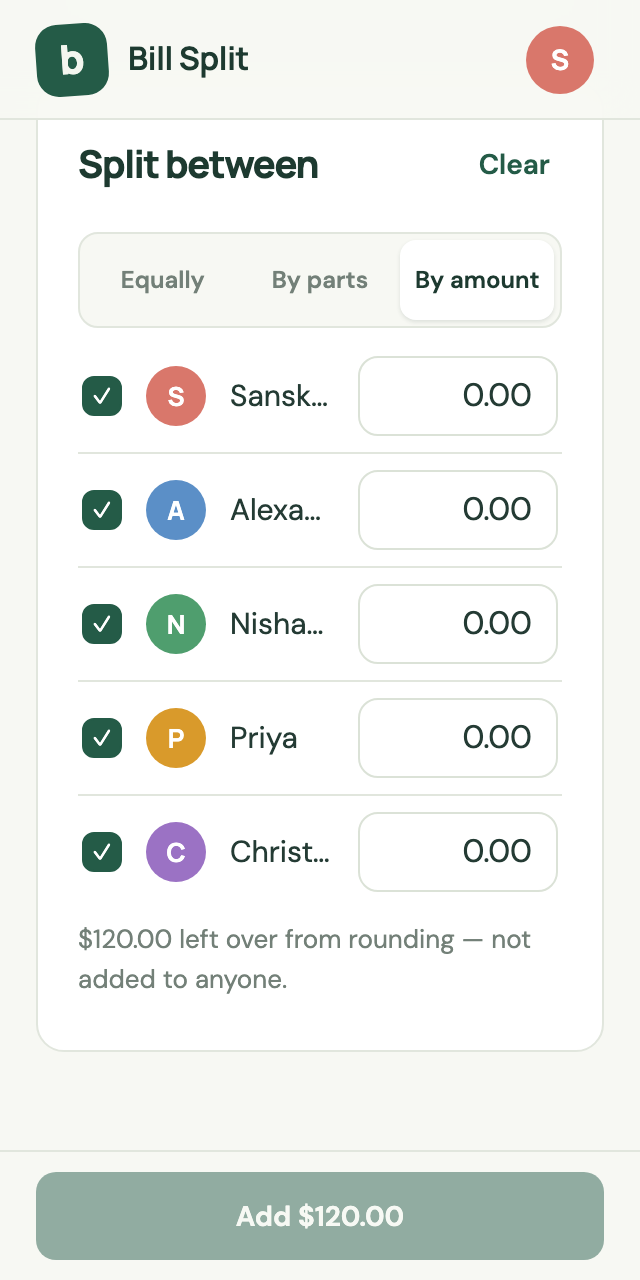 b Bill Split S
Split between Clear
Equally By parts By amount
S Sansk... 0.00
A Alexa... 0.00
N Nisha... 0.00
P Priya 0.00
C Christ... 0.00
$120.00 left over from rounding — not
added to anyone.
Add $120.00